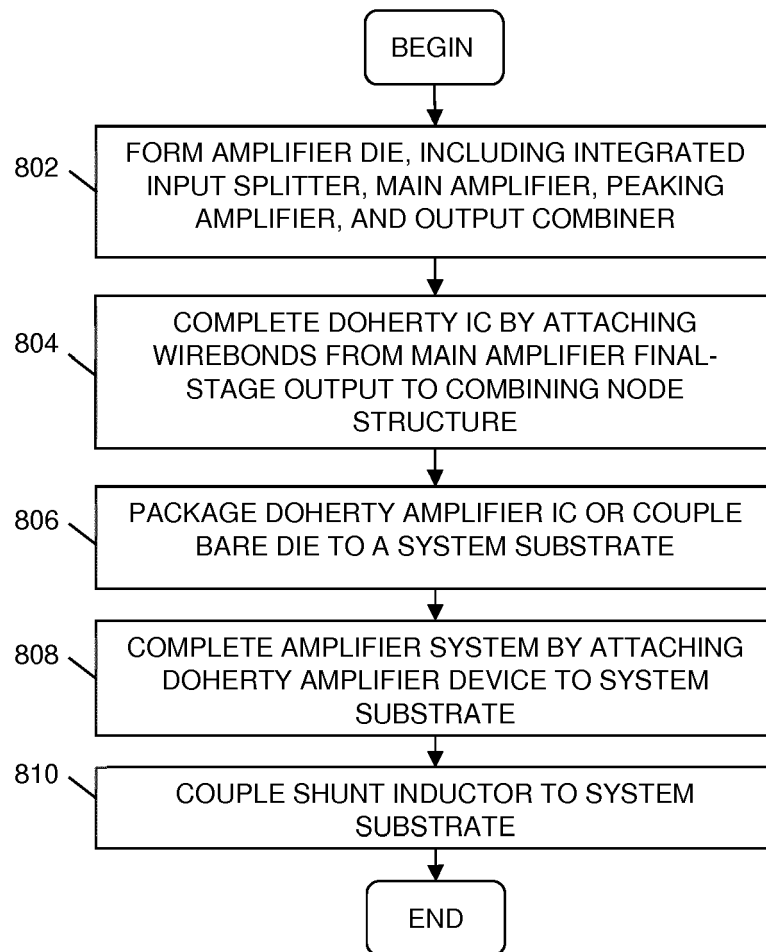 BEGIN
802
FORM AMPLIFIER DIE, INCLUDING INTEGRATED
INPUT SPLITTER, MAIN AMPLIFIER, PEAKING
AMPLIFIER, AND OUTPUT COMBINER
804
COMPLETE DOHERTY IC BY ATTACHING
WIREBONDS FROM MAIN AMPLIFIER FINAL-
STAGE OUTPUT TO COMBINING NODE
STRUCTURE
806
PACKAGE DOHERTY AMPLIFIER IC OR COUPLE
BARE DIE TO A SYSTEM SUBSTRATE
808
COMPLETE AMPLIFIER SYSTEM BY ATTACHING
DOHERTY AMPLIFIER DEVICE TO SYSTEM
SUBSTRATE
810
COUPLE SHUNT INDUCTOR TO SYSTEM
SUBSTRATE
END